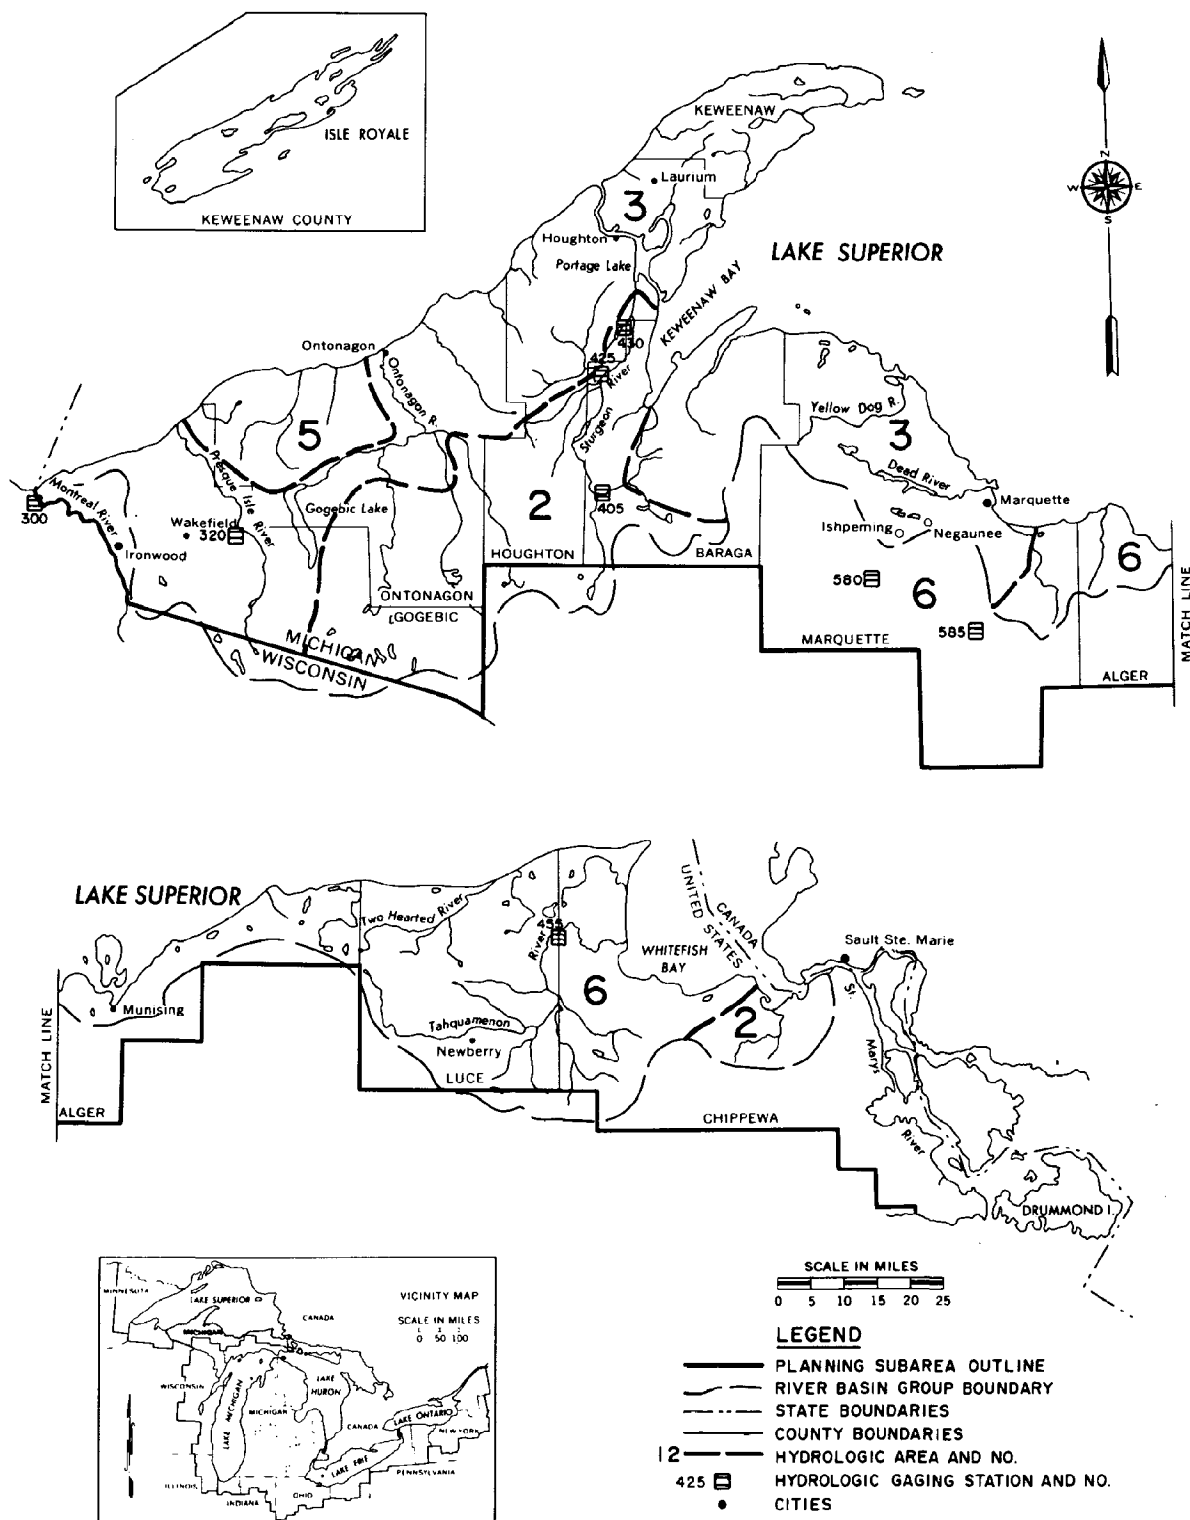 ISLE ROYALE
KEWEENAW COUNTY
KEWEENAW
Laurium
3
Houghton
Portage Lake
LAKE SUPERIOR
KEWEENAW BAY
N
W
E
S
430
425
Ontonagon
Ontonagon R.
Sturgeon
River
Yellow Dog R.
3
Dead River
Marquette
5
Presque Isle River
Gogebic Lake
Montreal River
300
Wakefield
320
Ironwood
2
405
Ishpeming
Negaunee
HOUGHTON
BARAGA
580
6
6
585
ONTONAGON
GOGEBIC
MICHIGAN
WISCONSIN
MARQUETTE
ALGER
MATCH LINE
LAKE SUPERIOR
Two Hearted River
455
River
UNITED STATES
CANADA
WHITEFISH
BAY
Sault Ste. Marie
St.
Marys
River
Munising
6
2
Tahquamenon
Newberry
LUCE
MATCH LINE
ALGER
CHIPPEWA
DRUMMOND I.
MINNESOTA
LAKE SUPERIOR
CANADA
MICHIGAN
VICINITY MAP
SCALE IN MILES
0 50 100
WISCONSIN
LAKE MICHIGAN
LAKE
HURON
MICHIGAN
CANADA
LAKE ONTARIO
NEW YORK
LAKE ERIE
PENNSYLVANIA
ILLINOIS
INDIANA
OHIO
SCALE IN MILES
0 5 10 15 20 25
LEGEND
PLANNING SUBAREA OUTLINE
RIVER BASIN GROUP BOUNDARY
STATE BOUNDARIES
COUNTY BOUNDARIES
12 HYDROLOGIC AREA AND NO.
425 HYDROLOGIC GAGING STATION AND NO.
CITIES